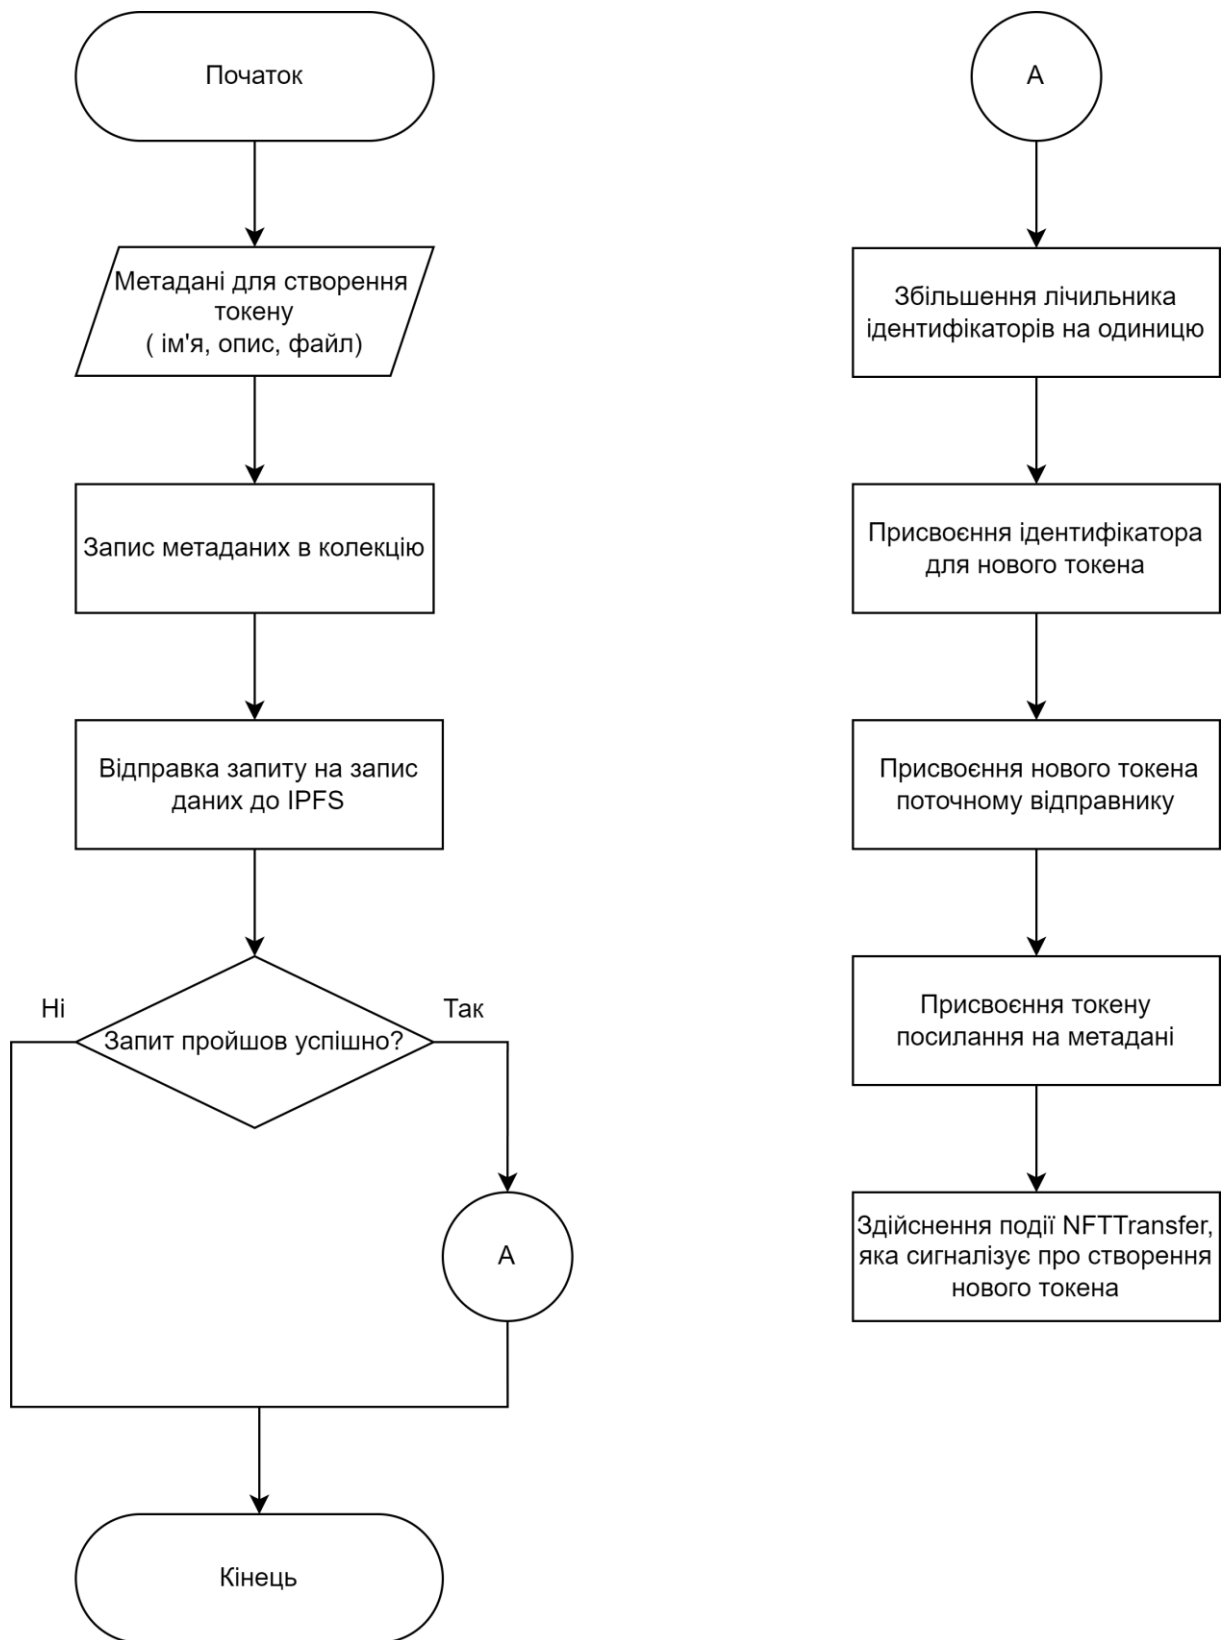 Початок
Метадані для створення
токену
( ім'я, опис, файл)
Запис метаданих в колекцію
Відправка запиту на запис
даних до IPFS
Ні
Так
Запит пройшов успішно?
А
Кінець
А
Збільшення лічильника
ідентифікаторів на одиницю
Присвоєння ідентифікатора
для нового токена
Присвоєння нового токена
поточному відправнику
Присвоєння токену
посилання на метадані
Здійснення події NFTTransfer,
яка сигналізує про створення
нового токена